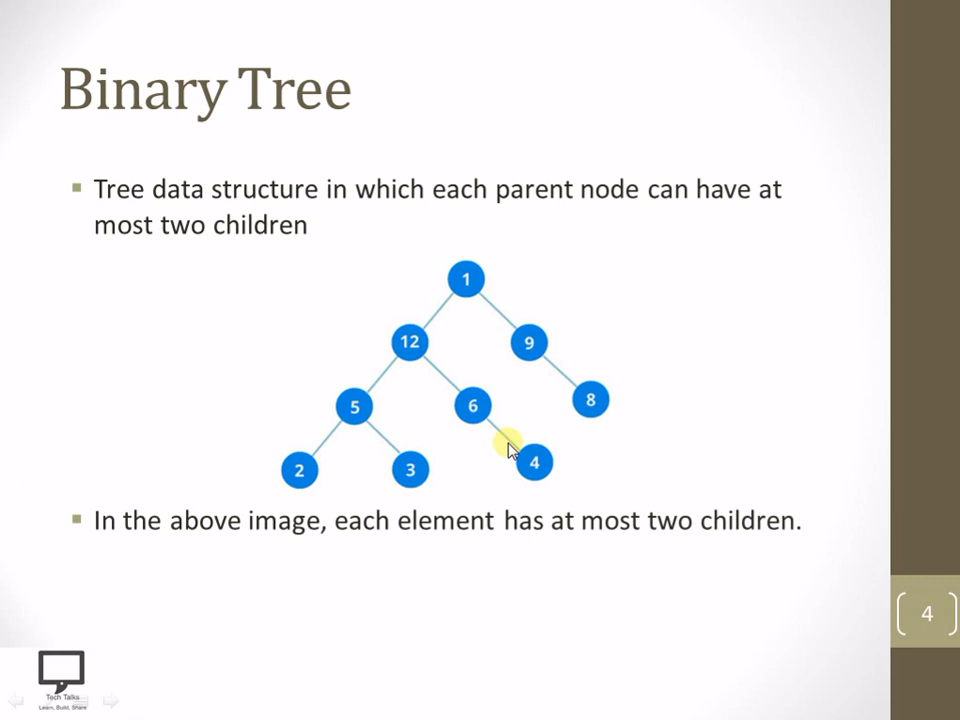 Binary Tree
Tree data structure in which each parent node can have at
most two children
1
12
9
5
6
8
2
3
4
In the above image, each element has at most two children.
4
Tech Talks
Learn, Build, Share